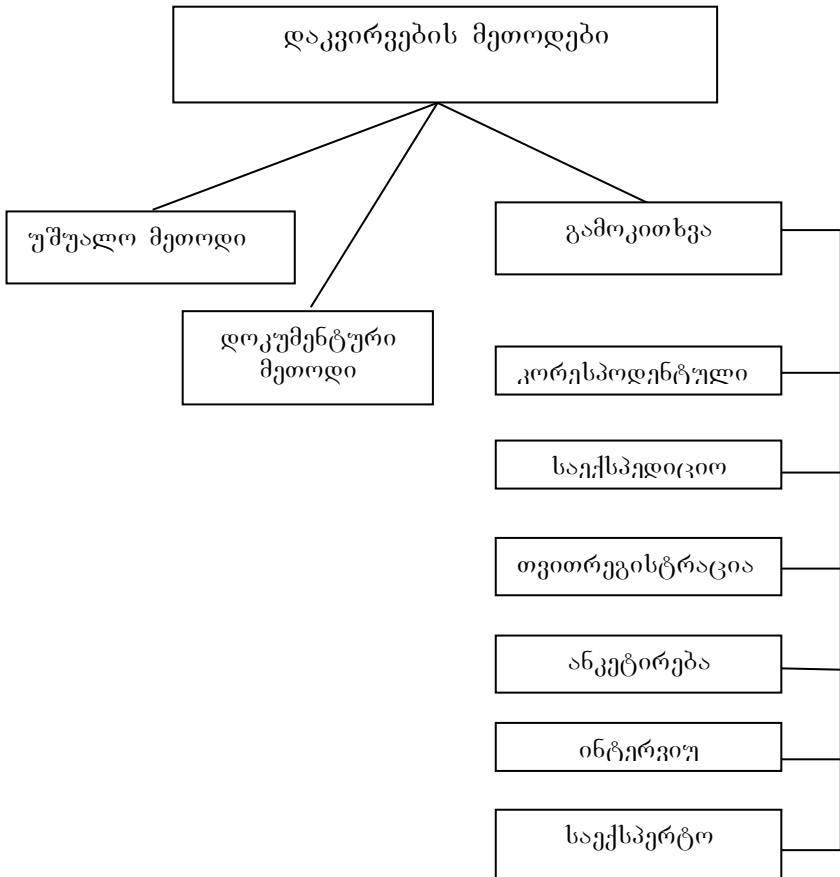 დაკვირვების მეთოდები
უშუალო მეთოდი
გამოკითხვა
დოკუმენტური
მეთოდი
კორესპოდენტული
საექსპედიციო
თვითრეგისტრაცია
ანკეტირება
ინტერვიუ
საექსპერტო